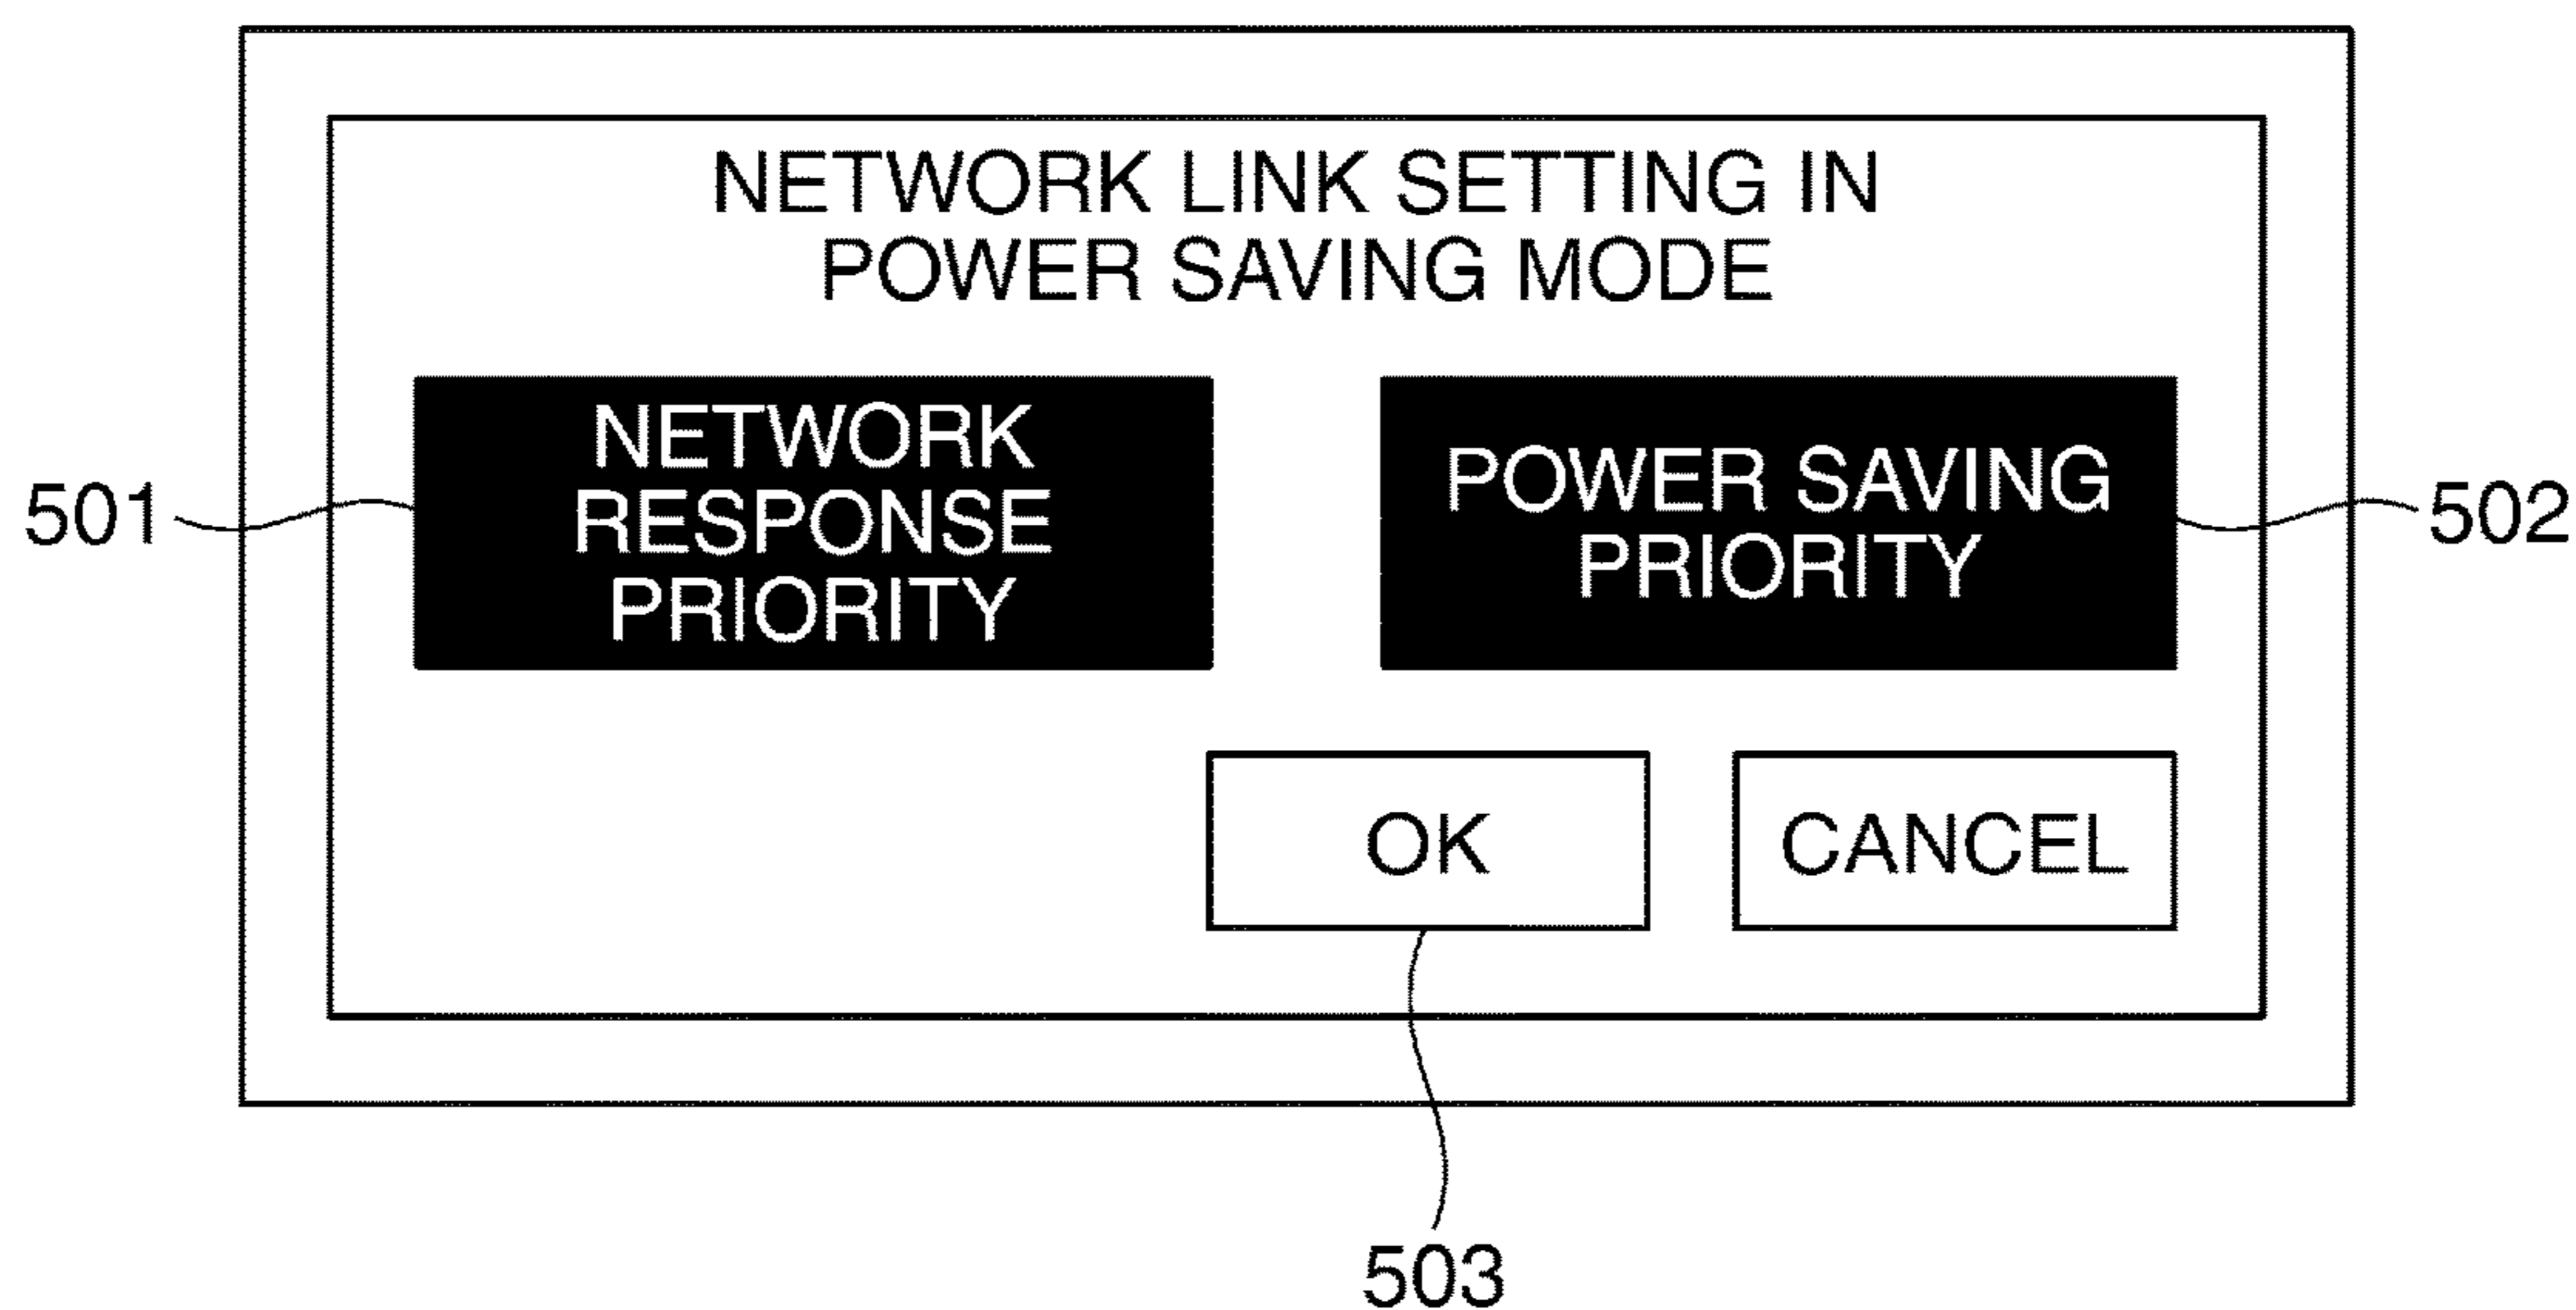 NETWORK LINK SETTING IN
POWER SAVING MODE
NETWORK
RESPONSE
PRIORITY
POWER SAVING
PRIORITY
501
502
OK
CANCEL
503